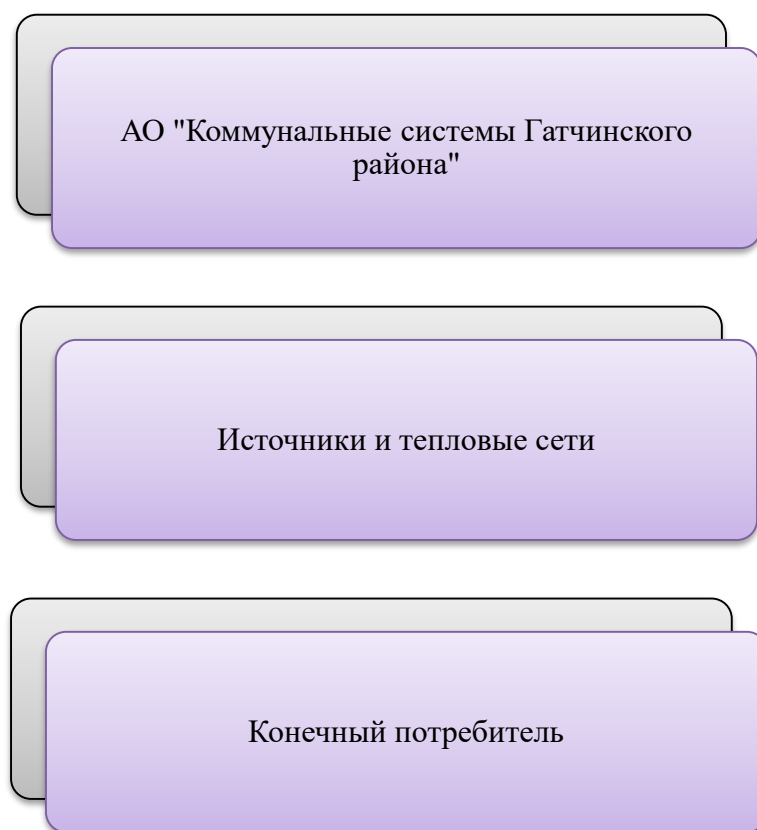 АО "Коммунальные системы Гатчинского
района"
Источники и тепловые сети
Конечный потребитель